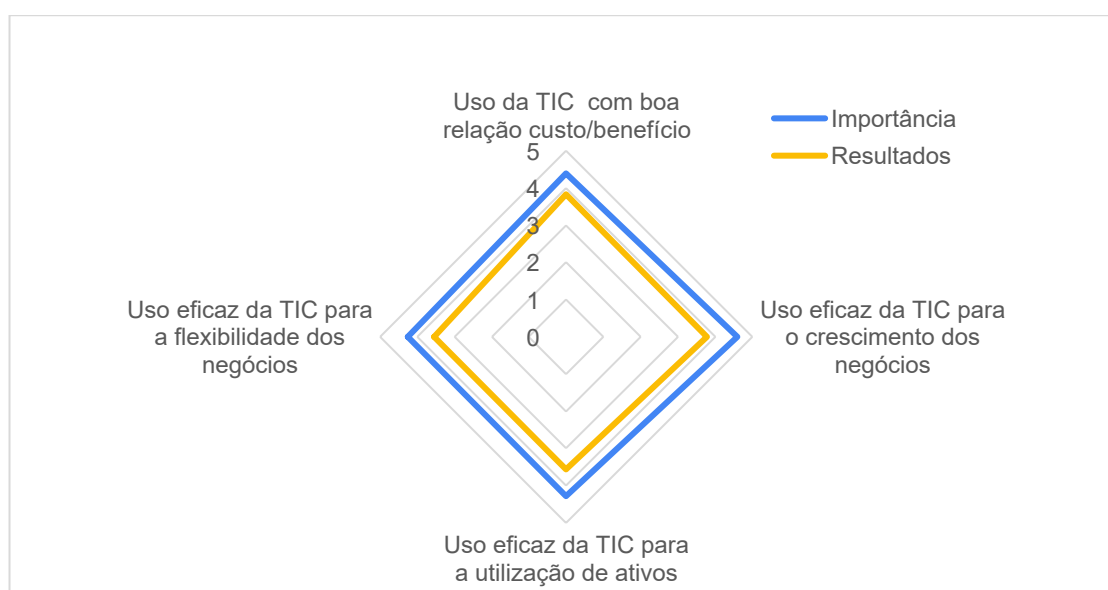 Uso da TIC  com boa
relação custo/benefício
Importância
Resultados
5
4
3
2
1
0
Uso eficaz da TIC para
a flexibilidade dos
negócios
Uso eficaz da TIC para
o crescimento dos
negócios
Uso eficaz da TIC para
a utilização de ativos